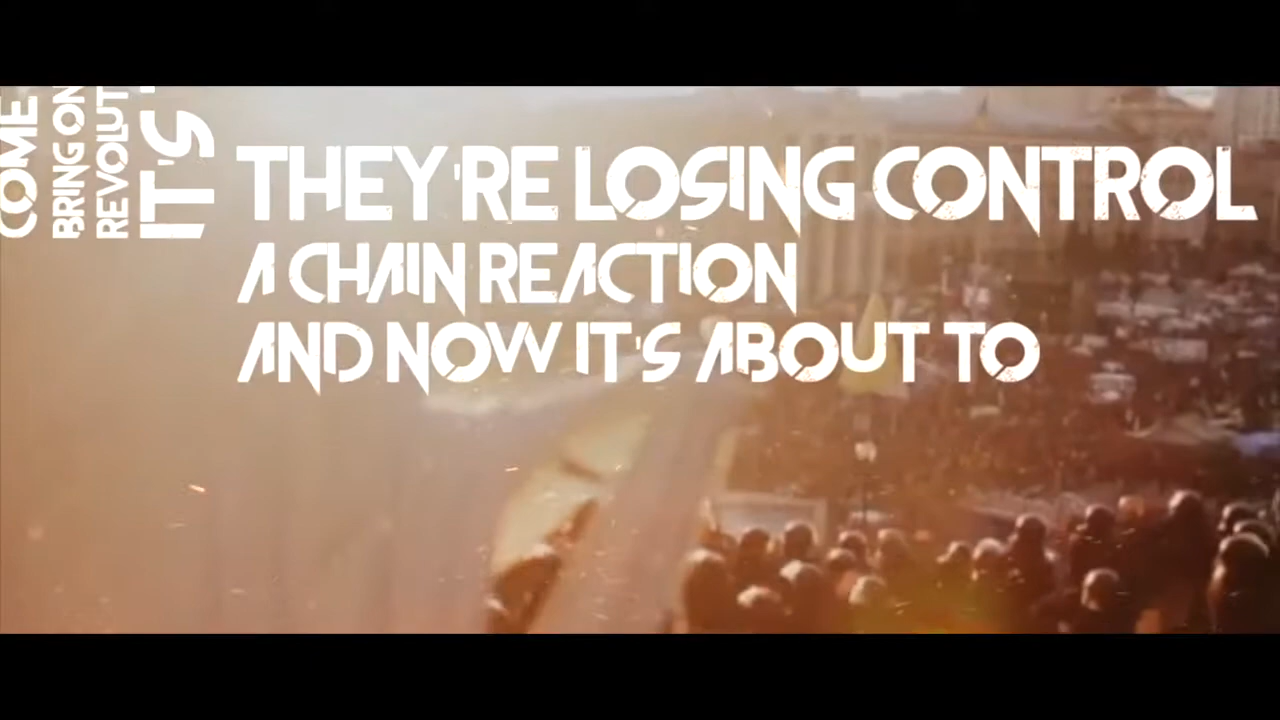 COME
BRING ON
REVOLUT
IT'S
THEY'RE LOSING CONTROL
A CHAIN REACTION
AND NOW IT'S ABOUT TO